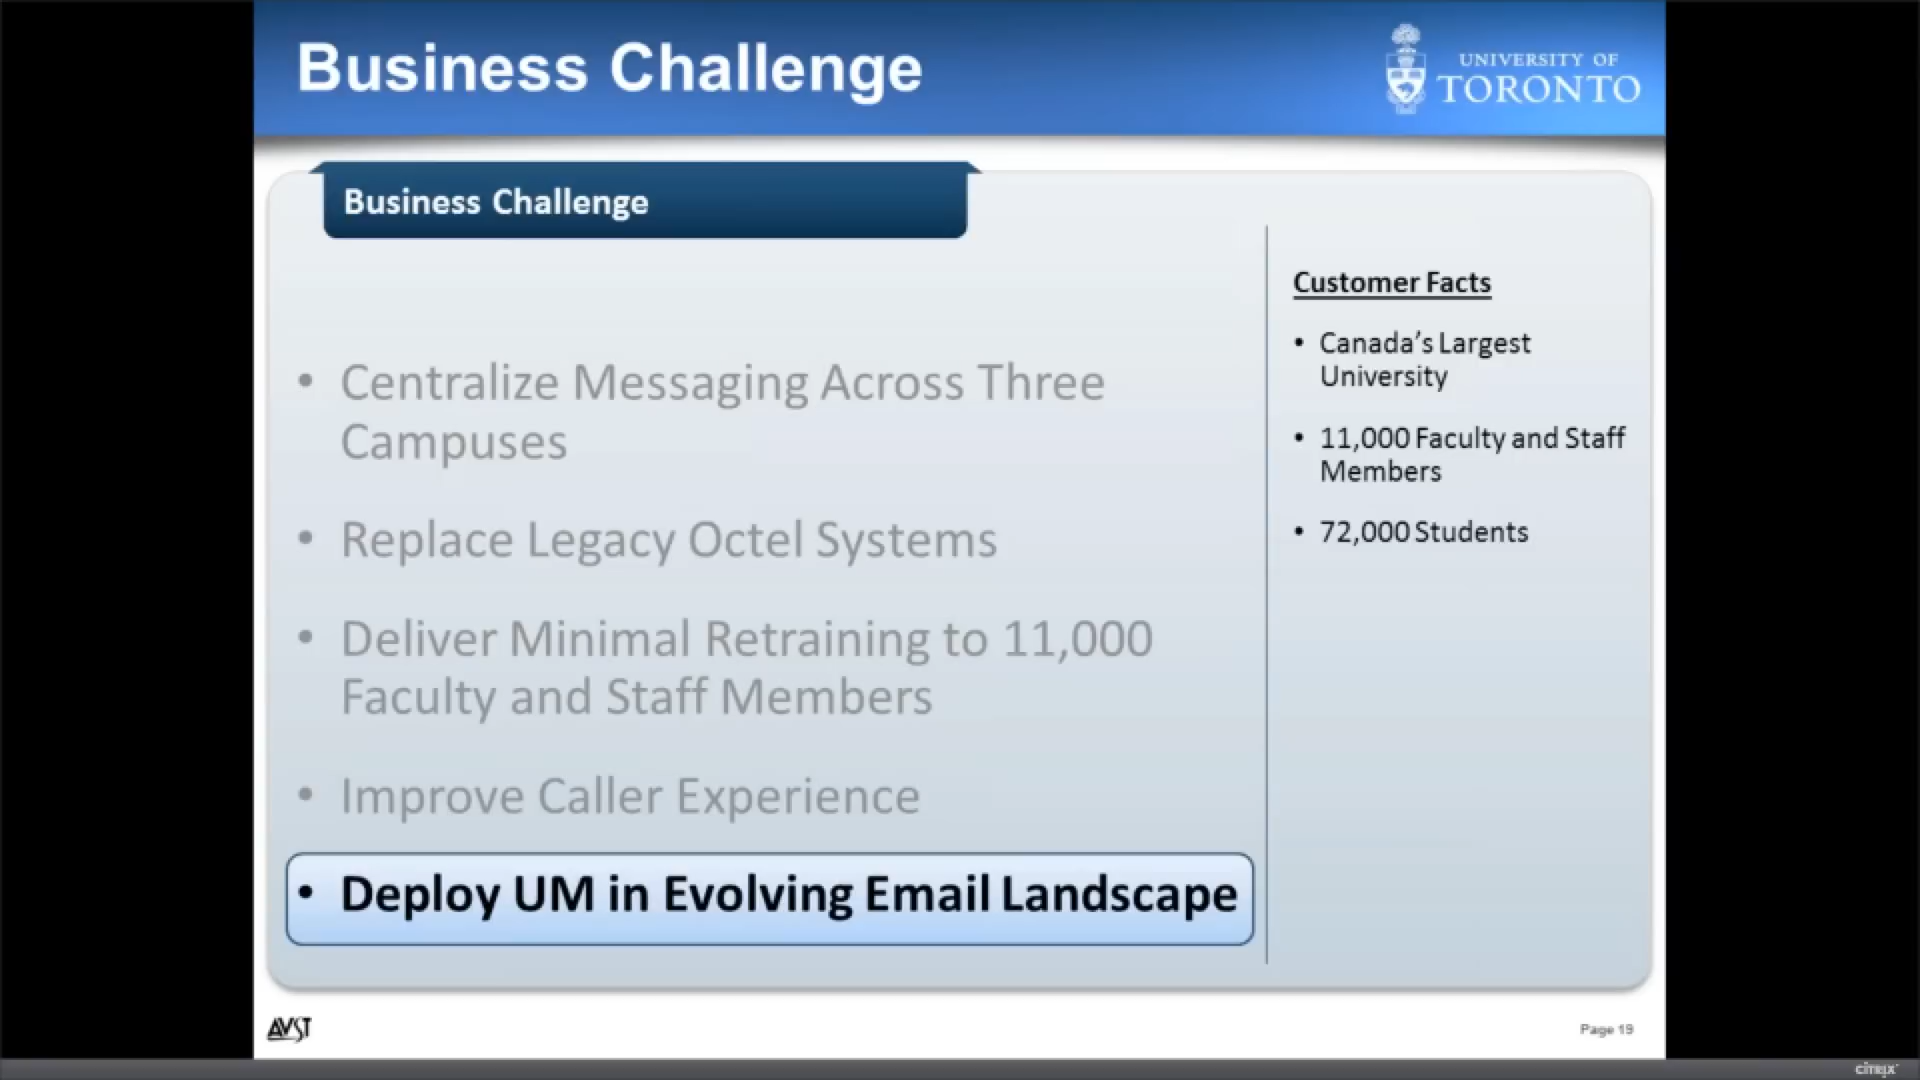 Business Challenge
UNIVERSITY OF
TORONTO
Business Challenge
• Centralize Messaging Across Three
Campuses
• Replace Legacy Octel Systems
• Deliver Minimal Retraining to 11,000
Faculty and Staff Members
• Improve Caller Experience
• Deploy UM in Evolving Email Landscape
Customer Facts
• Canada's Largest
University
• 11,000 Faculty and Staff
Members
• 72,000 Students
AVST
Page 19
CITRIX